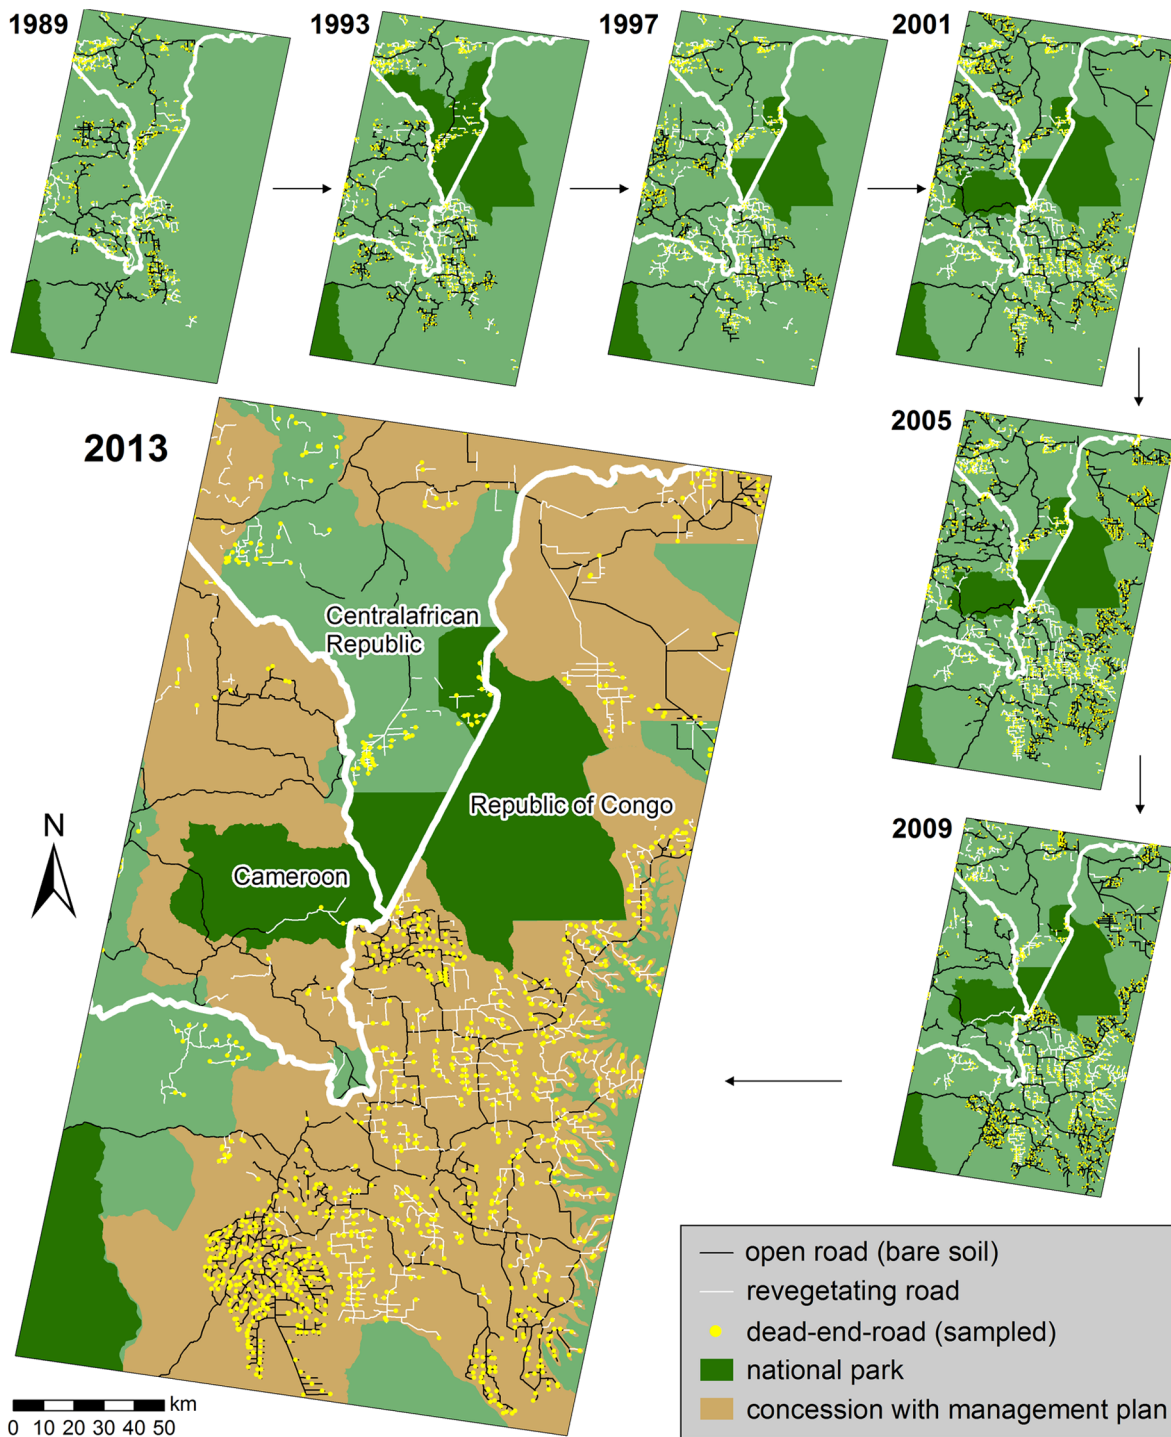 1989
1993
1997
2001
2013
2005
2009
Centralafrican
Republic
Republic of Congo
Cameroon
N
open road (bare soil)
revegetating road
dead-end-road (sampled)
national park
concession with management plan
km
0 10 20 30 40 50